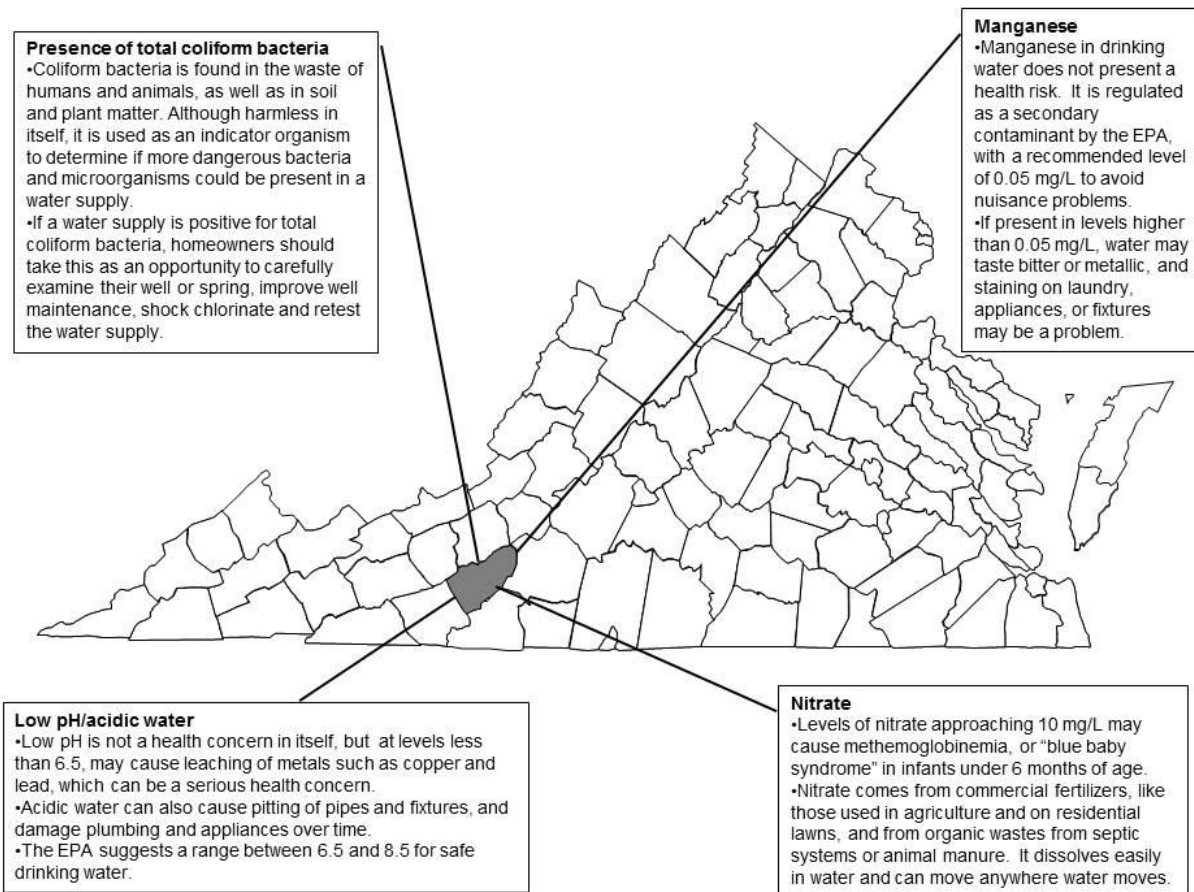 Presence of total coliform bacteria
•Coliform bacteria is found in the waste of
humans and animals, as well as in soil
and plant matter. Although harmless in
itself, it is used as an indicator organism
to determine if more dangerous bacteria
and microorganisms could be present in a
water supply.
•If a water supply is positive for total
coliform bacteria, homeowners should
take this as an opportunity to carefully
examine their well or spring, improve well
maintenance, shock chlorinate and retest
the water supply.
Manganese
•Manganese in drinking
water does not present a
health risk. It is regulated
as a secondary
contaminant by the EPA,
with a recommended level
of 0.05 mg/L to avoid
nuisance problems.
•If present in levels higher
than 0.05 mg/L, water may
taste bitter or metallic, and
staining on laundry,
appliances, or fixtures
may be a problem.
Low pH/acidic water
•Low pH is not a health concern in itself, but at levels less
than 6.5, may cause leaching of metals such as copper and
lead, which can be a serious health concern.
•Acidic water can also cause pitting of pipes and fixtures, and
damage plumbing and appliances over time.
•The EPA suggests a range between 6.5 and 8.5 for safe
drinking water.
Nitrate
•Levels of nitrate approaching 10 mg/L may
cause methemoglobinemia, or “blue baby
syndrome” in infants under 6 months of age.
•Nitrate comes from commercial fertilizers, like
those used in agriculture and on residential
lawns, and from organic wastes from septic
systems or animal manure. It dissolves easily
in water and can move anywhere water moves.